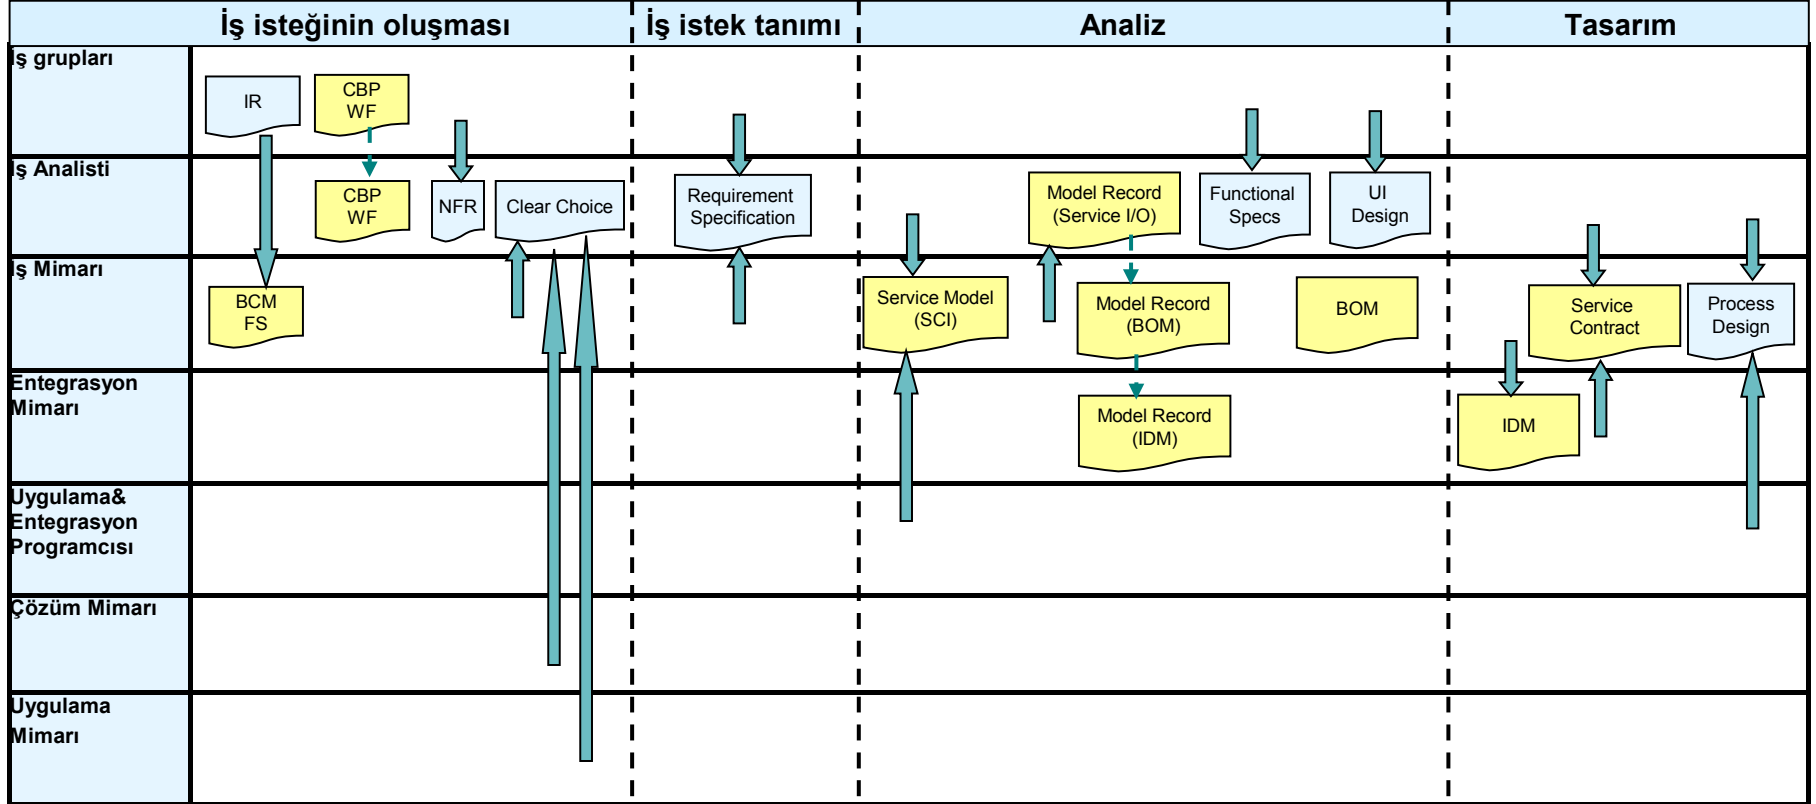 İş isteğinin oluşması
İş istek tanımı
Analiz
Tasarım
İş grupları
IR
CBP
WF
İş Analisti
CBP
WF
NFR
Clear Choice
Requirement
Specification
Model Record
(Service I/O)
Functional
Specs
UI
Design
İş Mimarı
BCM
FS
Service Model
(SCI)
Model Record
(BOM)
BOM
Service
Contract
Process
Design
Entegrasyon
Mimarı
Model Record
(IDM)
IDM
Uygulama&
Entegrasyon
Programcısı
Çözüm Mimarı
Uygulama
Mimarı